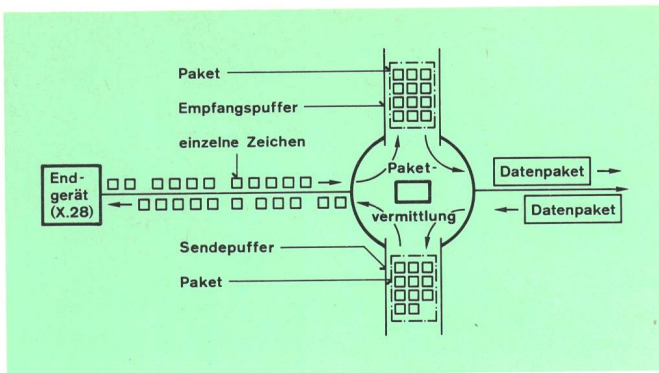 Paket
Empfangspuffer
einzelne Zeichen
End-
gerät
(X.28)
Paket-
vermittlung
Datenpaket
Datenpaket
Sendepuffer
Paket